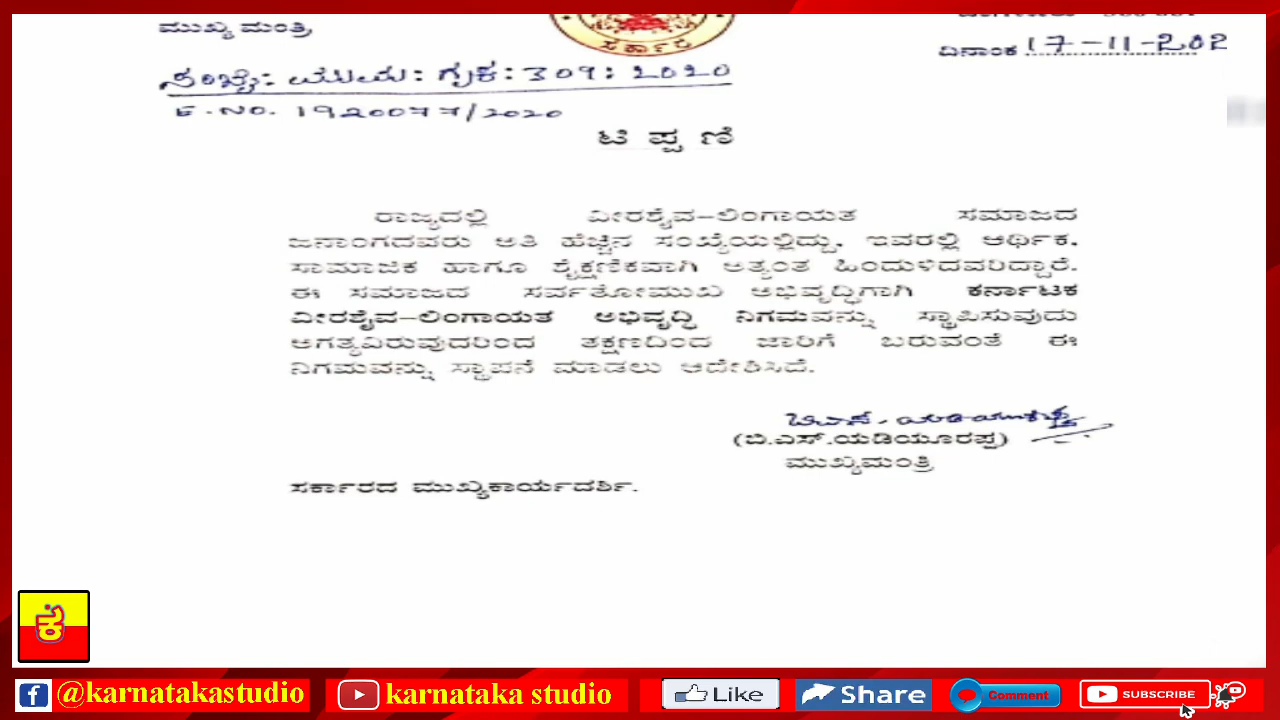 ಮುಖ್ಯ ಮಂತ್ರಿ
ಸರ್ಕಾರ
ದಿನಾಂಕ 17-11-202
ಸಂಖ್ಯೆ: ಮುಮ: ಗೃಕ: 309: 2020
E.NO. 1920077/2020
ಟಿಪ್ಪಣಿ
ರಾಜ್ಯದಲ್ಲಿ ವೀರಶೈವ-ಲಿಂಗಾಯತ ಸಮಾಜದ
ಜನಾಂಗದವರು ಅತಿ ಹೆಚ್ಚಿನ ಸಂಖ್ಯೆಯಲ್ಲಿದ್ದು, ಇವರಲ್ಲಿ ಆರ್ಥಿಕ,
ಸಾಮಾಜಿಕ ಹಾಗೂ ಶೈಕ್ಷಣಿಕವಾಗಿ ಅತ್ಯಂತ ಹಿಂದುಳಿದವರಿದ್ದಾರೆ.
ಈ ಸಮಾಜದ ಸರ್ವತೋಮುಖ ಅಭಿವೃದ್ಧಿಗಾಗಿ ಕರ್ನಾಟಕ
ವೀರಶೈವ-ಲಿಂಗಾಯತ ಅಭಿವೃದ್ಧಿ ನಿಗಮವನ್ನು ಸ್ಥಾಪಿಸುವುದು
ಅಗತ್ಯವಿರುವುದರಿಂದ ತಕ್ಷಣದಿಂದ ಜಾರಿಗೆ ಬರುವಂತೆ ಈ
ನಿಗಮವನ್ನು ಸ್ಥಾಪನೆ ಮಾಡಲು ಆದೇಶಿಸಿದೆ.
(ಬಿ.ಎಸ್.ಯಡಿಯೂರಪ್ಪ)
ಮುಖ್ಯಮಂತ್ರಿ
ಸರ್ಕಾರದ ಮುಖ್ಯಕಾರ್ಯದರ್ಶಿ.
ಕ
@karnatakastudio karnataka studio Like Share Comment SUBSCRIBE